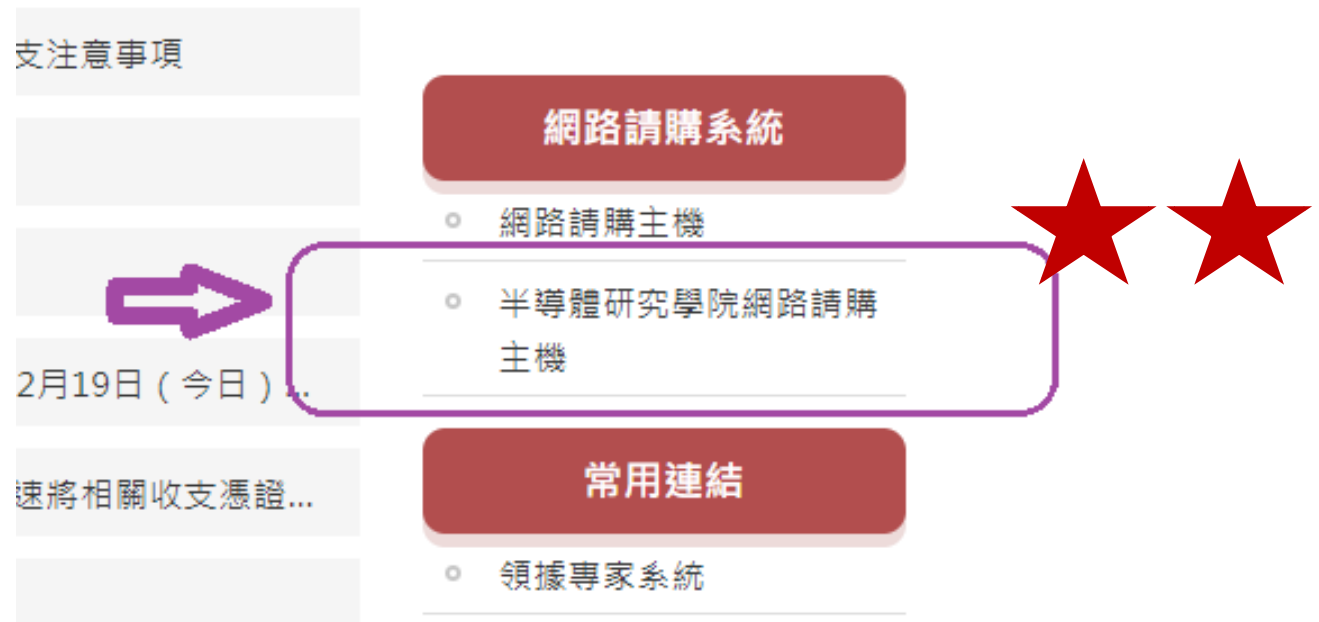 支注意事項
2月19日（今日）...
速將相關收支憑證...
網路請購系統
網路請購主機
半導體研究學院網路請購
主機
常用連結
領據專家系統